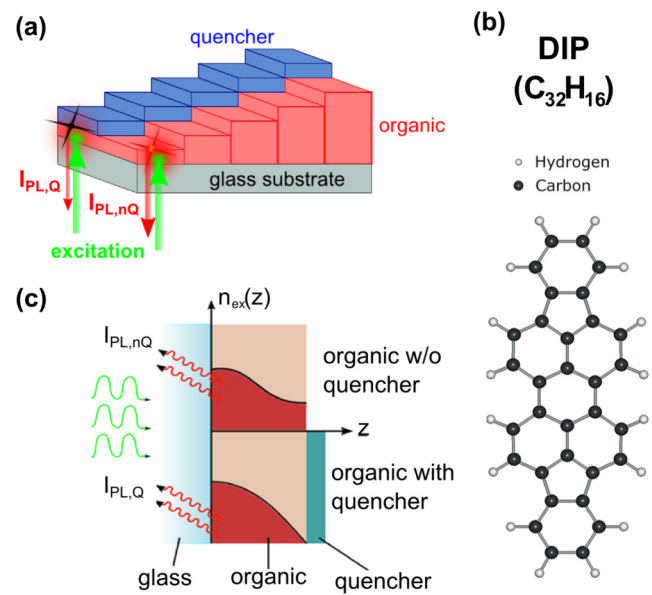 (a)
quencher
organic
glass substrate
I_PL,Q
I_PL,nQ
excitation
(b)
DIP
(C₃₂H₁₆)
Hydrogen
Carbon
(c)
n_ex(z)
I_PL,nQ
organic w/o
quencher
z
organic with
quencher
I_PL,Q
glass
organic
quencher